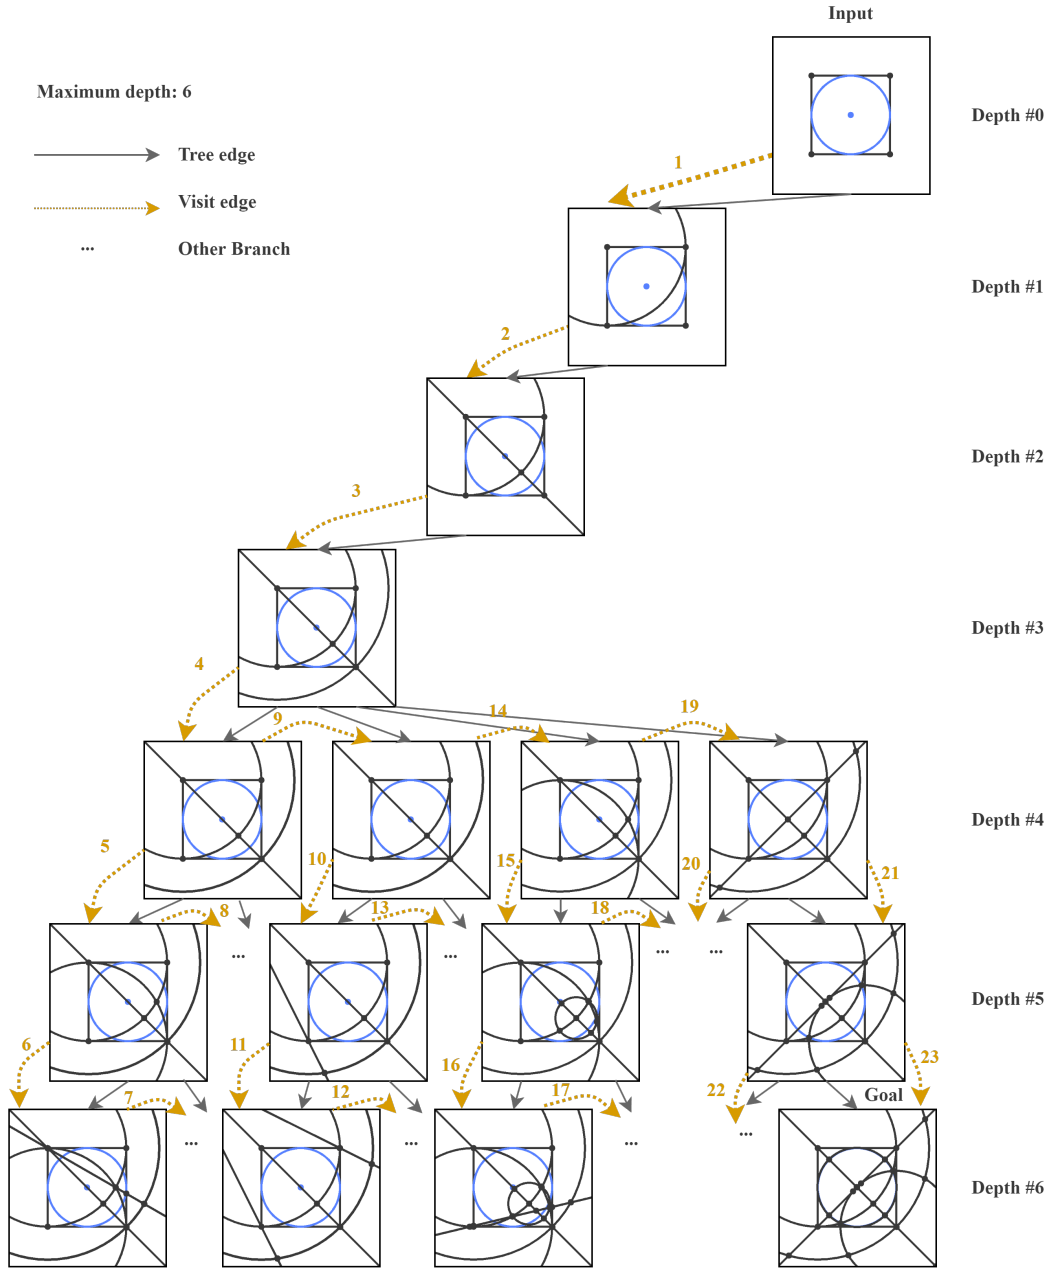 Input
Maximum depth: 6
Depth #0
Tree edge
1
Visit edge
... Other Branch
Depth #1
2
Depth #2
3
Depth #3
4
9
14
19
Depth #4
5
10
15
20
21
8
13
18
...
...
...
...
Depth #5
6
11
16
22
23
7
12
17
Goal
...
...
...
...
Depth #6